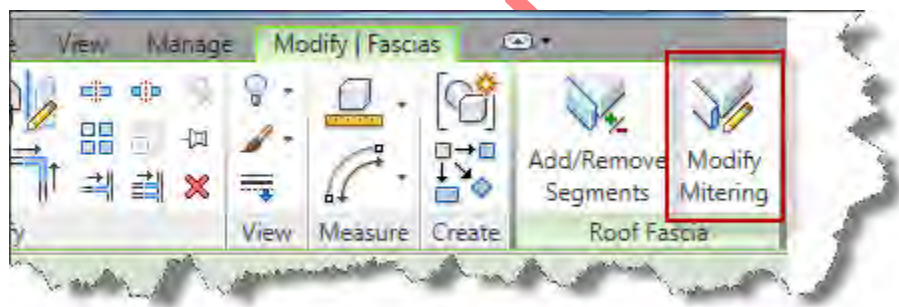 View Manage Modify | Fascias
Add/Remove Modify
Segments Mitering
View Measure Create Roof Fascia